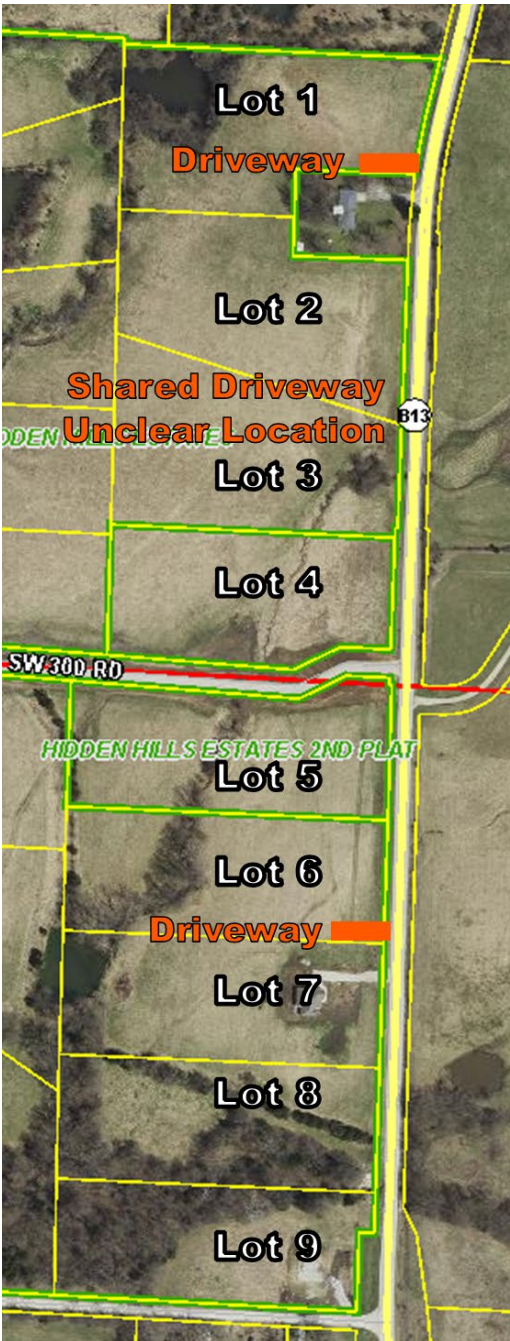 Lot 1
Driveway
Lot 2
Shared Driveway
B13
Unclear Location
DDEN HILLS ESTATES
Lot 3
Lot 4
SW 300 RD
HIDDEN HILLS ESTATES 2ND PLAT
Lot 5
Lot 6
Driveway
Lot 7
Lot 8
Lot 9